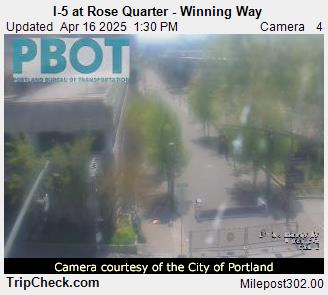 I-5 at Rose Quarter - Winning Way
Updated Apr 16 2025 1:30 PM Camera 4
PBOT
PORTLAND BUREAU OF TRANSPORTATION
Camera courtesy of the City of Portland
TripCheck.com Milepost302.00